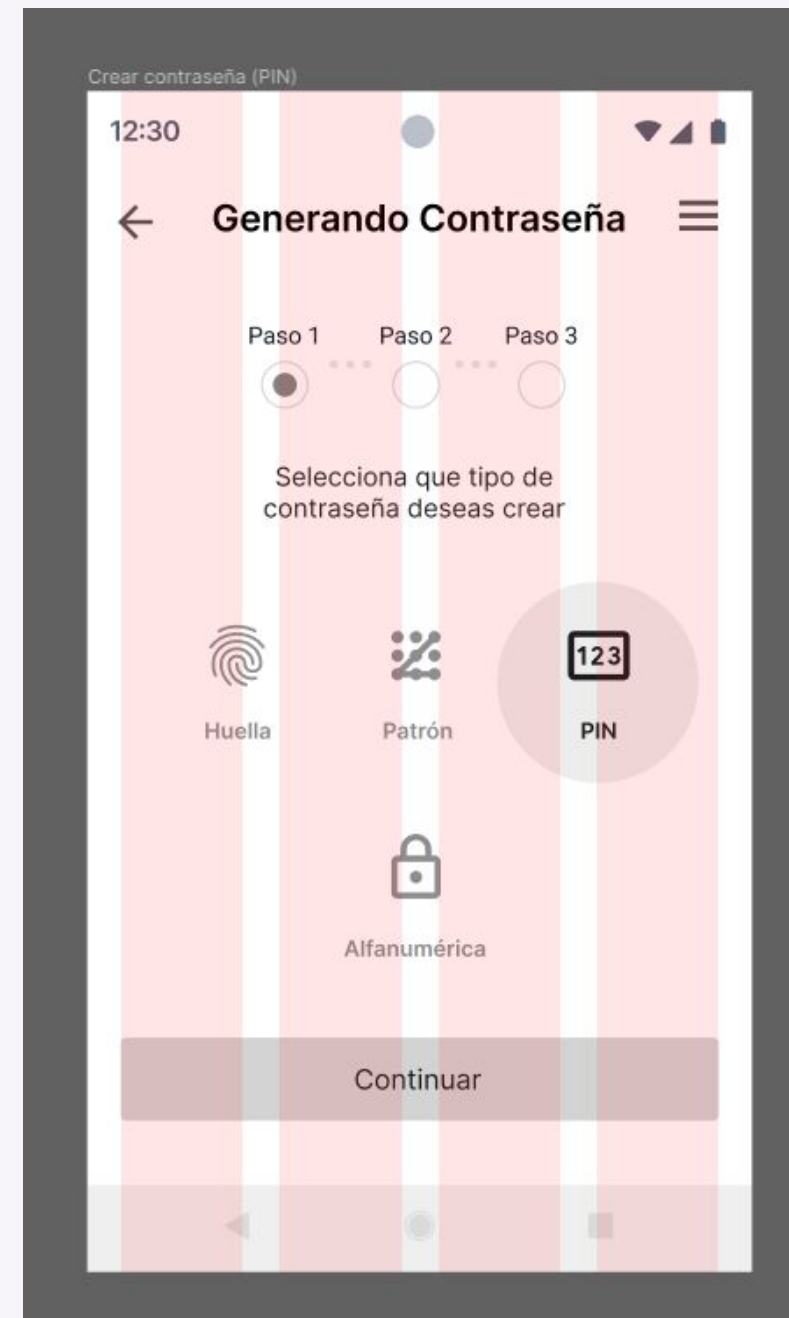 Crear contraseña (PIN)
12:30
Generando Contraseña
Paso 1 Paso 2 Paso 3
Selecciona que tipo de
contraseña deseas crear
123
Huella Patrón PIN
Alfanumérica
Continuar